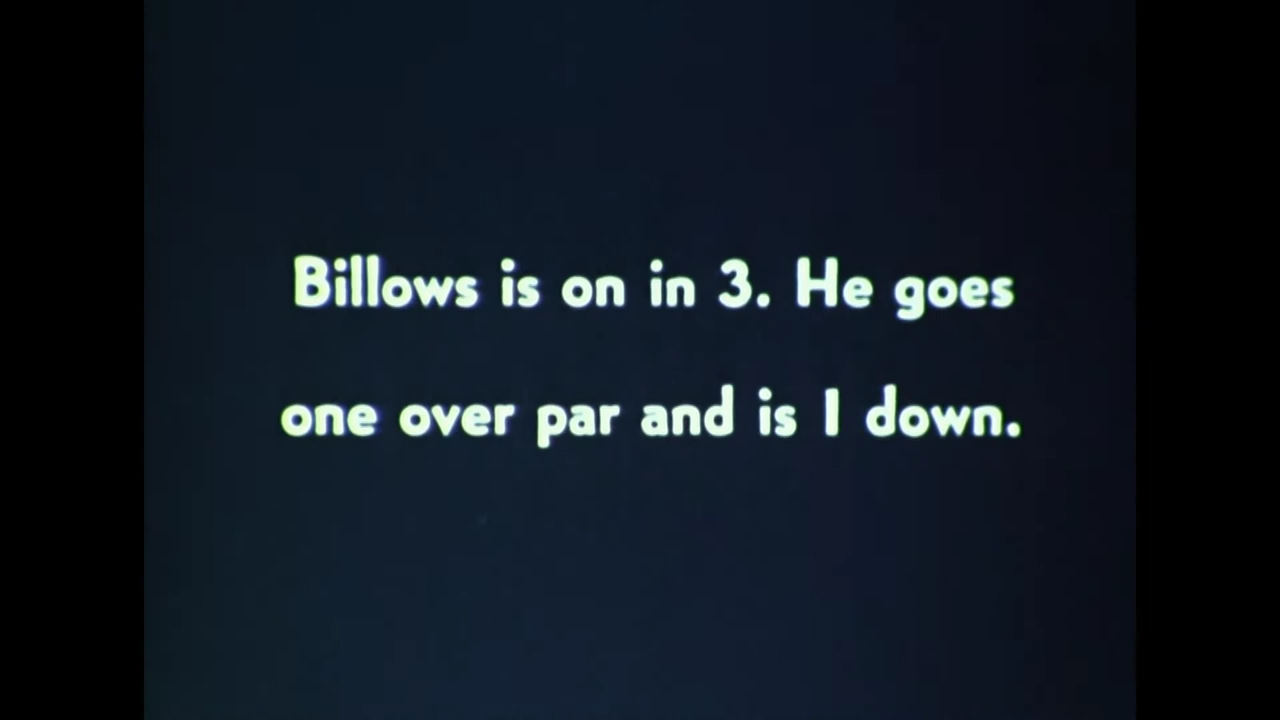 Billows is on in 3. He goes
one over par and is 1 down.